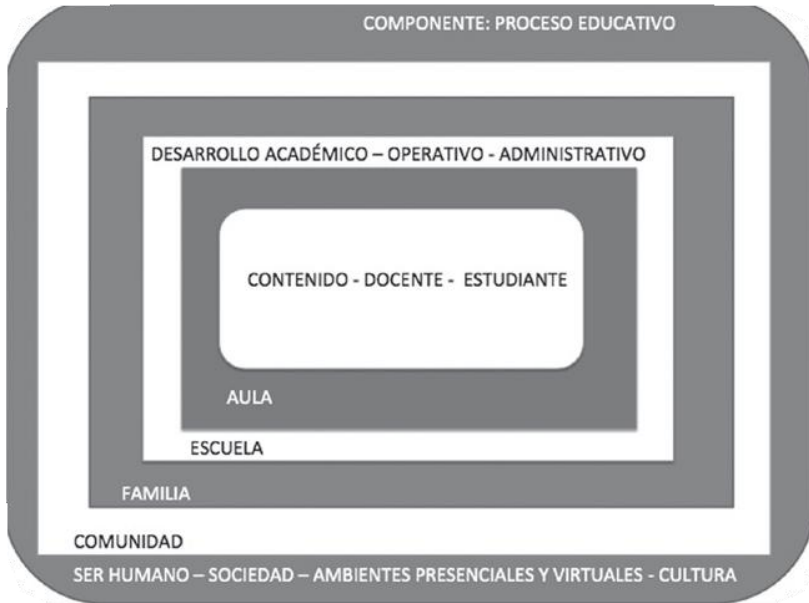 COMPONENTE: PROCESO EDUCATIVO
DESARROLLO ACADÉMICO – OPERATIVO - ADMINISTRATIVO
CONTENIDO - DOCENTE - ESTUDIANTE
AULA
ESCUELA
FAMILIA
COMUNIDAD
SER HUMANO – SOCIEDAD – AMBIENTES PRESENCIALES Y VIRTUALES - CULTURA